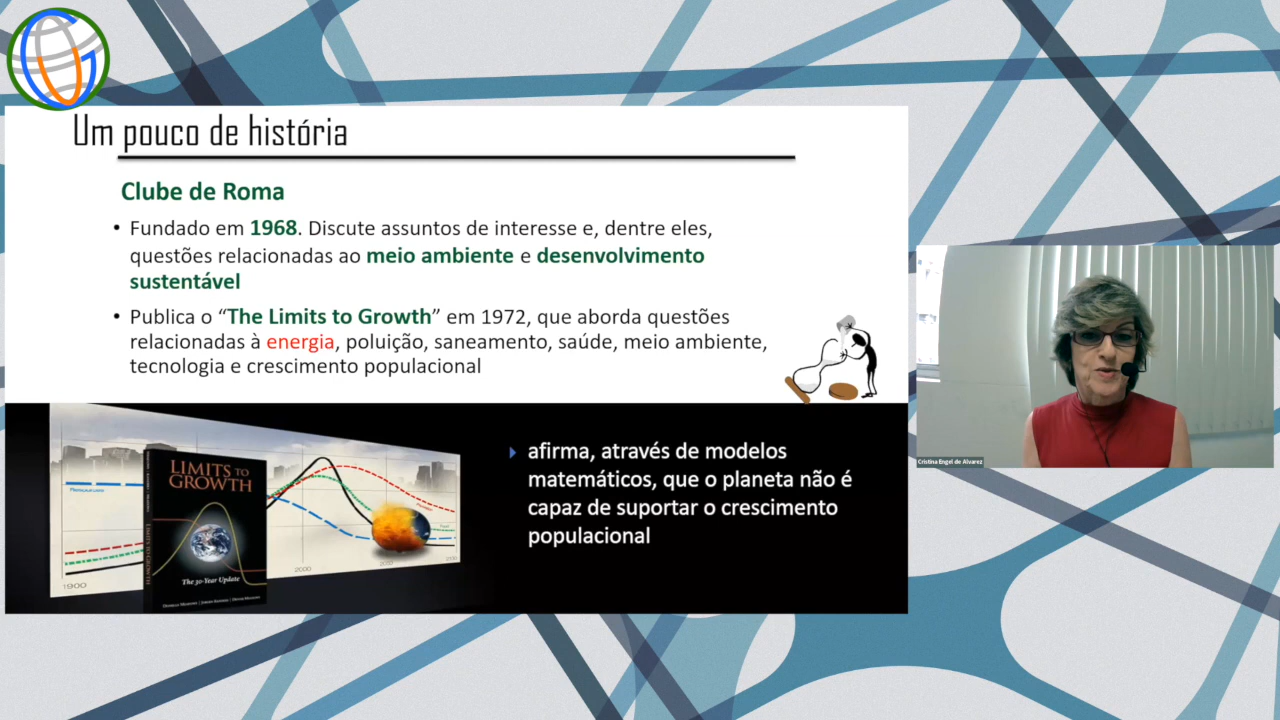 Um pouco de história
Clube de Roma
• Fundado em 1968. Discute assuntos de interesse e, dentre eles,
questões relacionadas ao meio ambiente e desenvolvimento
sustentável
• Publica o “The Limits to Growth” em 1972, que aborda questões
relacionadas à energia, poluição, saneamento, saúde, meio ambiente,
tecnologia e crescimento populacional
afirma, através de modelos
matemáticos, que o planeta não é
capaz de suportar o crescimento
populacional
LIMITS TO
GROWTH
The 30-Year Update
1900
2000
Cristina Engel de Alvarez